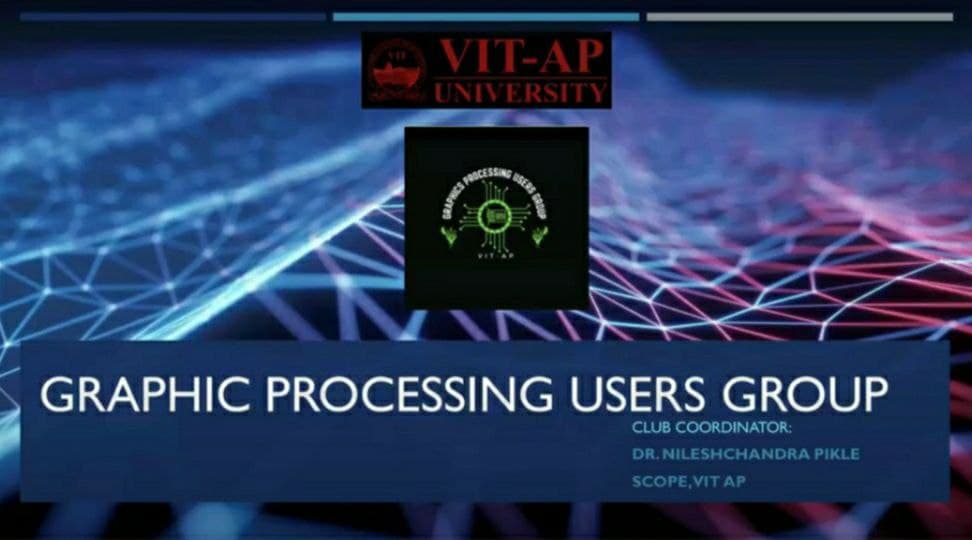 VIT-AP
UNIVERSITY
GRAPHICS PROCESSING USERS GROUP
VIT-AP
GRAPHIC PROCESSING USERS GROUP
CLUB COORDINATOR:
DR. NILESHCHANDRA PIKLE
SCOPE,VIT AP